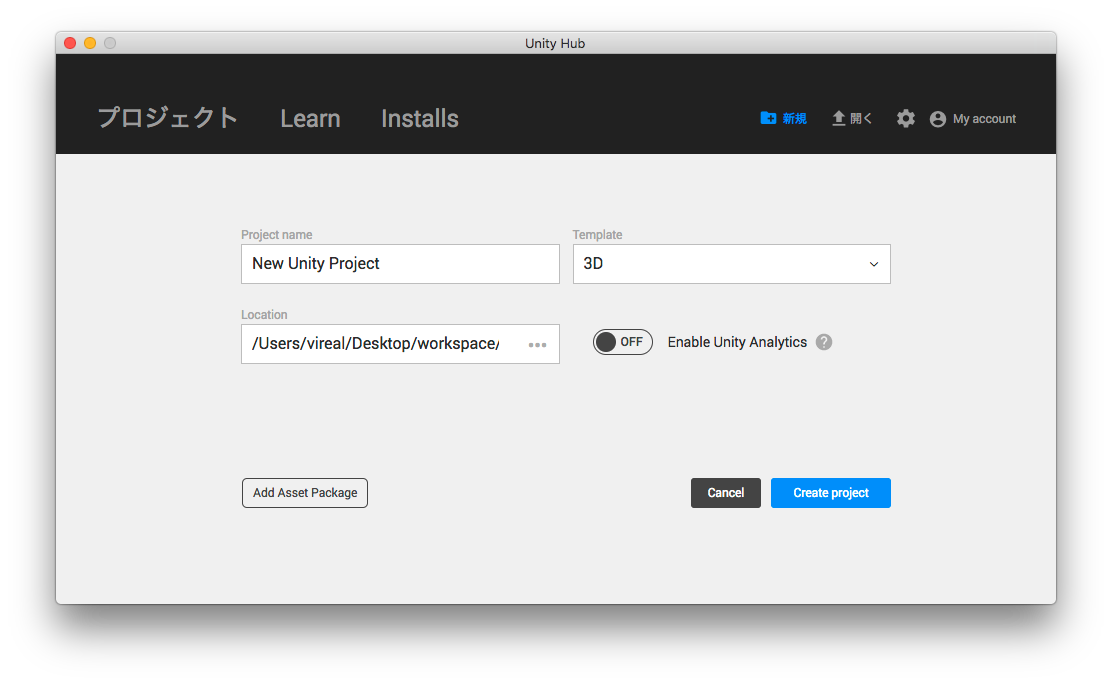 Unity Hub
プロジェクト Learn Installs 新規 開く My account
Project name Template
New Unity Project 3D
Location
/Users/vireal/Desktop/workspace/ ••• OFF Enable Unity Analytics ?
Add Asset Package Cancel Create project